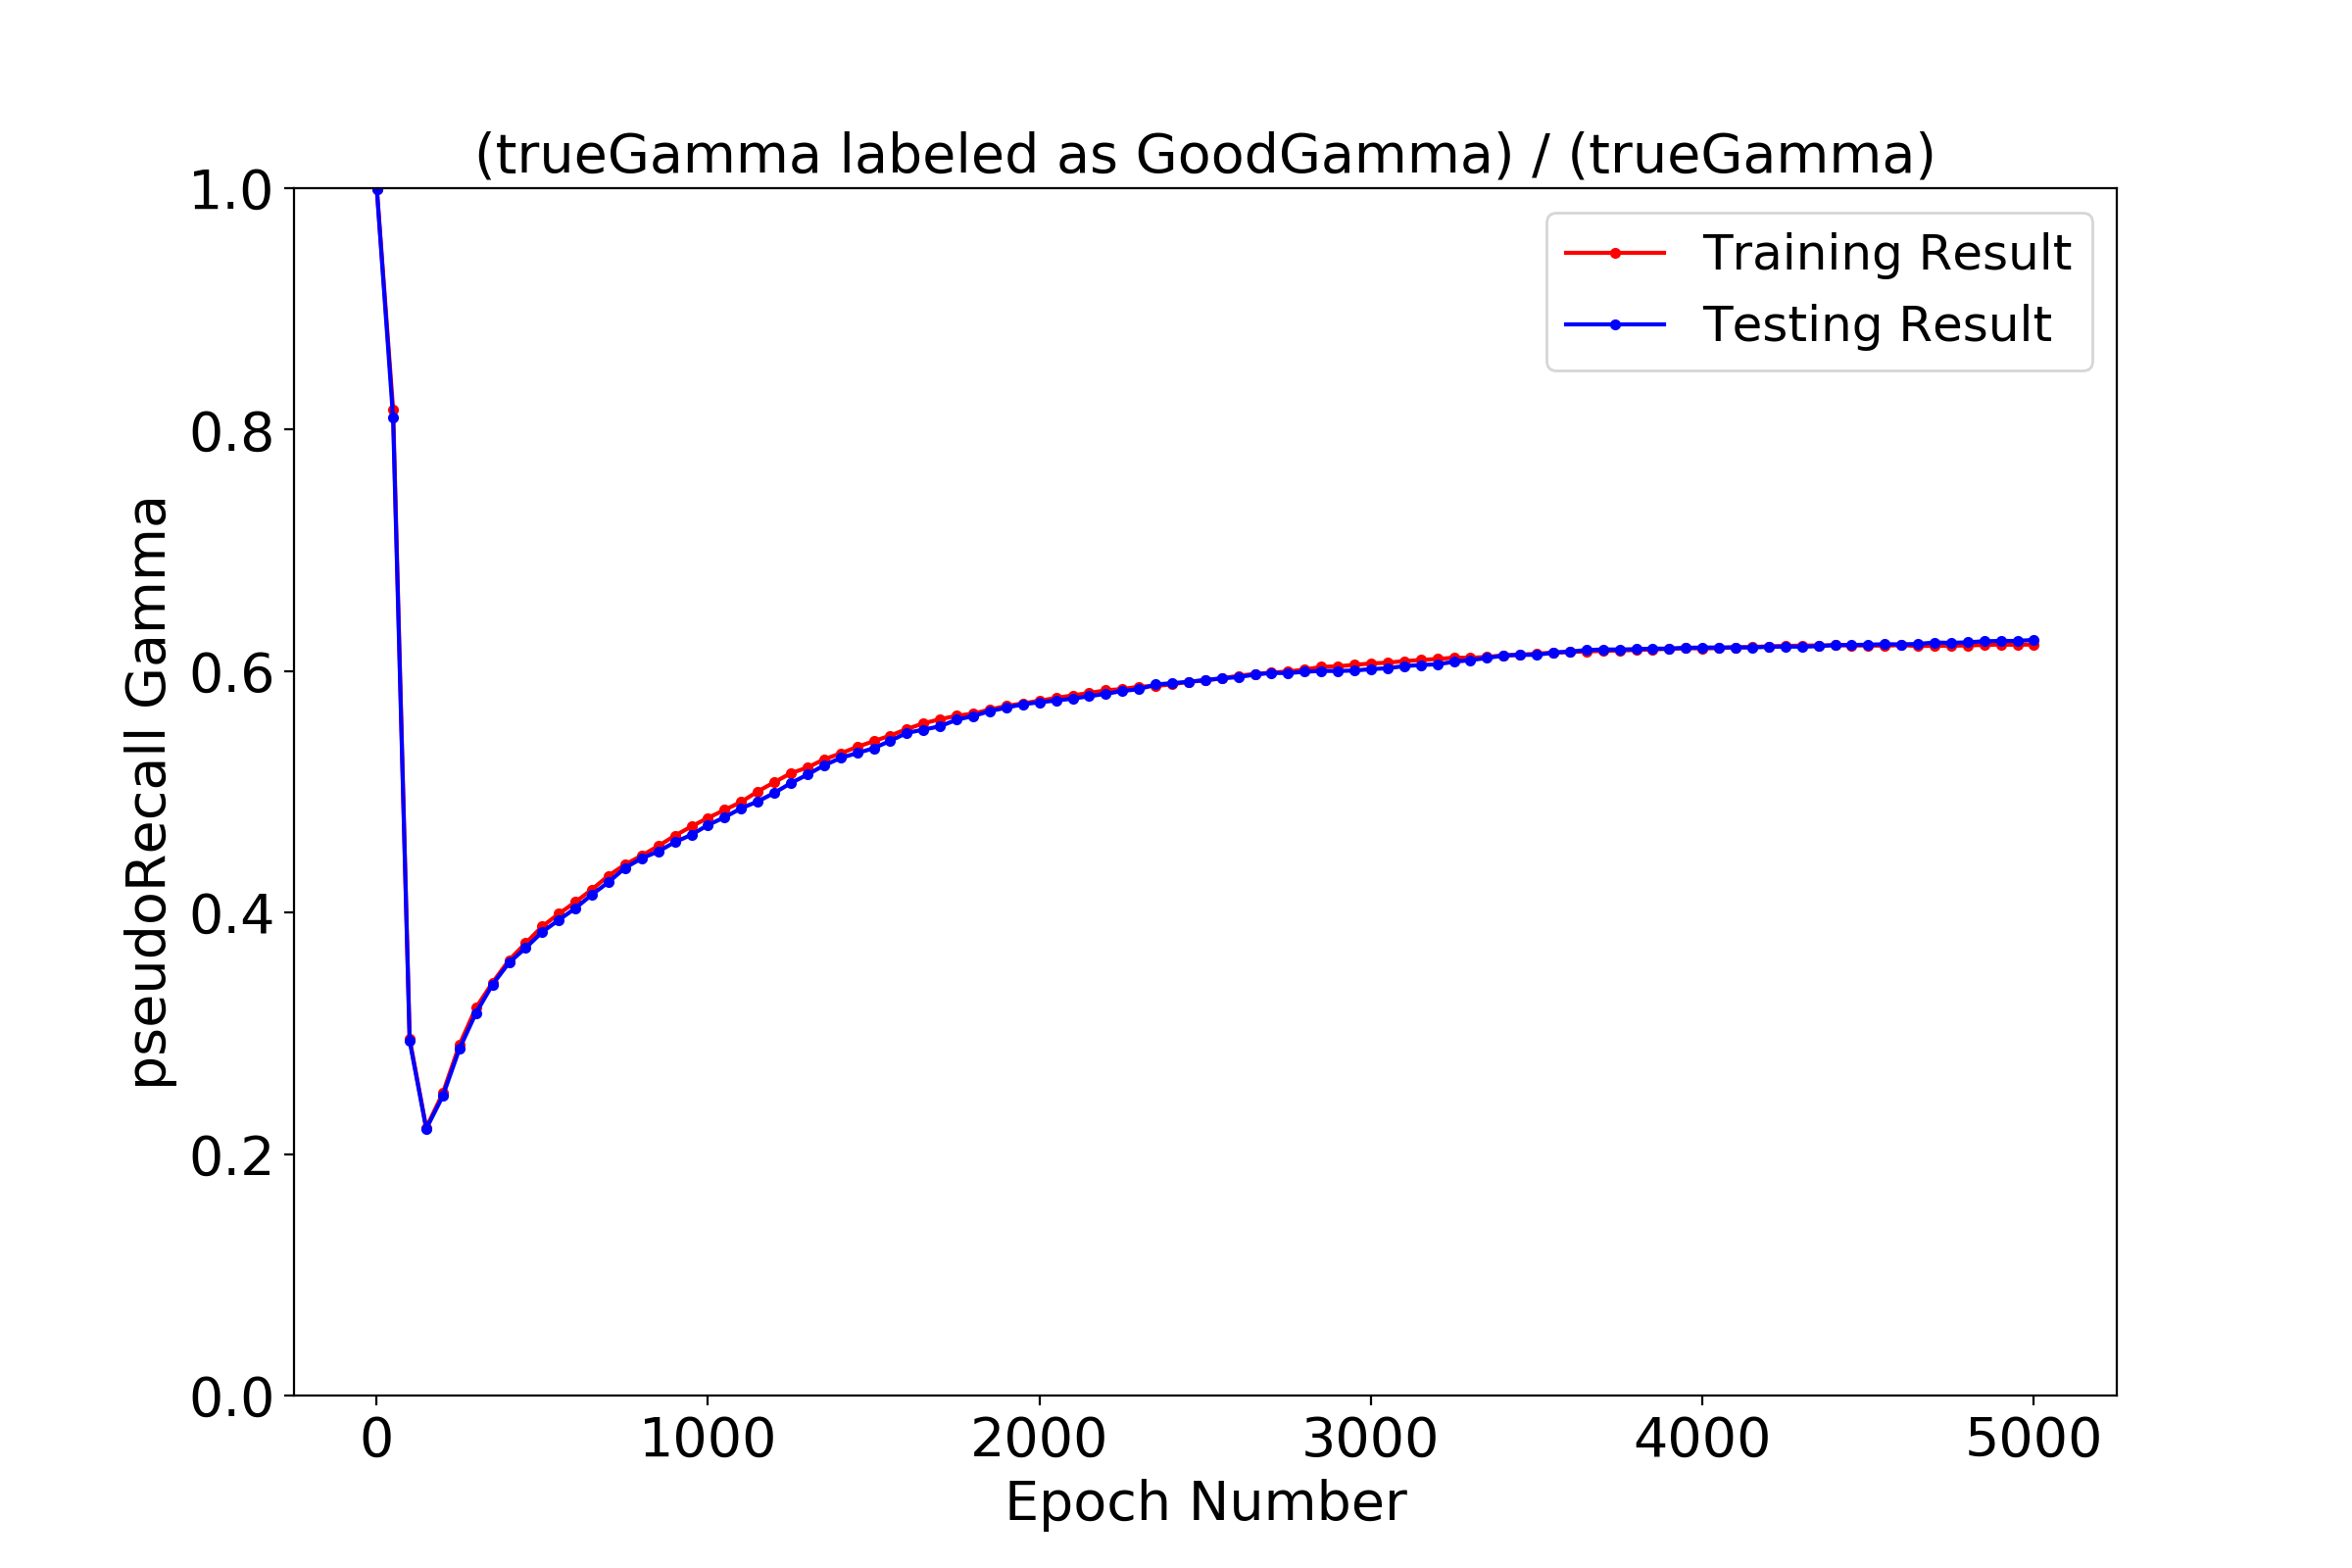 (trueGamma labeled as GoodGamma) / (trueGamma)
1.0
0.8
0.6
0.4
0.2
0.0
pseudoRecall Gamma
Training Result
Testing Result
0 1000 2000 3000 4000 5000
Epoch Number